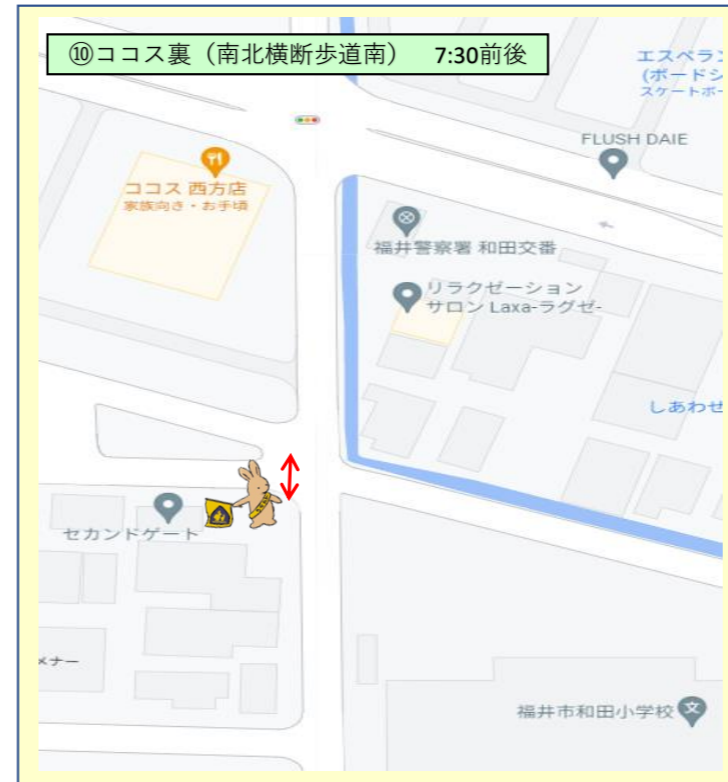 ⑩ココス裏（南北横断歩道南） 7:30前後
エスペラン
(ボードシ
スケートボー
FLUSH DAIE
ココス 西方店
家族向き・お手頃
福井警察署 和田交番
リラクゼーション
サロン Laxa-ラグゼ-
しあわせ
セカンドゲート
メナー
福井市和田小学校
文